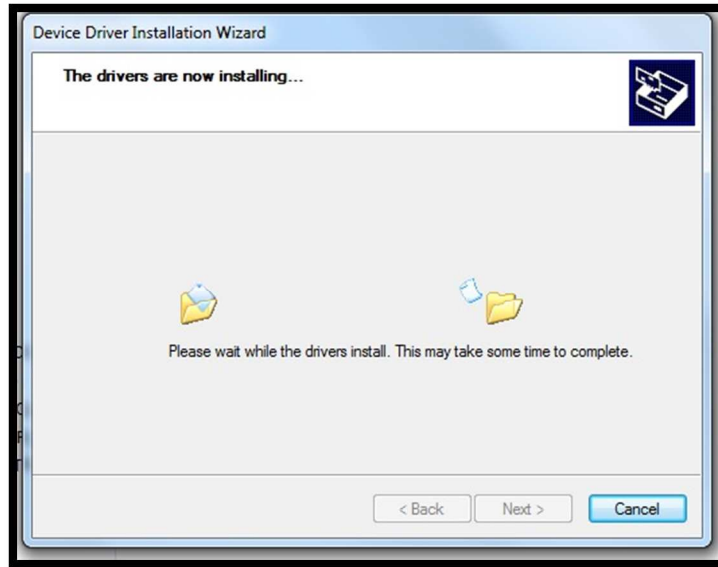 Device Driver Installation Wizard
The drivers are now installing...
Please wait while the drivers install. This may take some time to complete.
< Back
Next >
Cancel